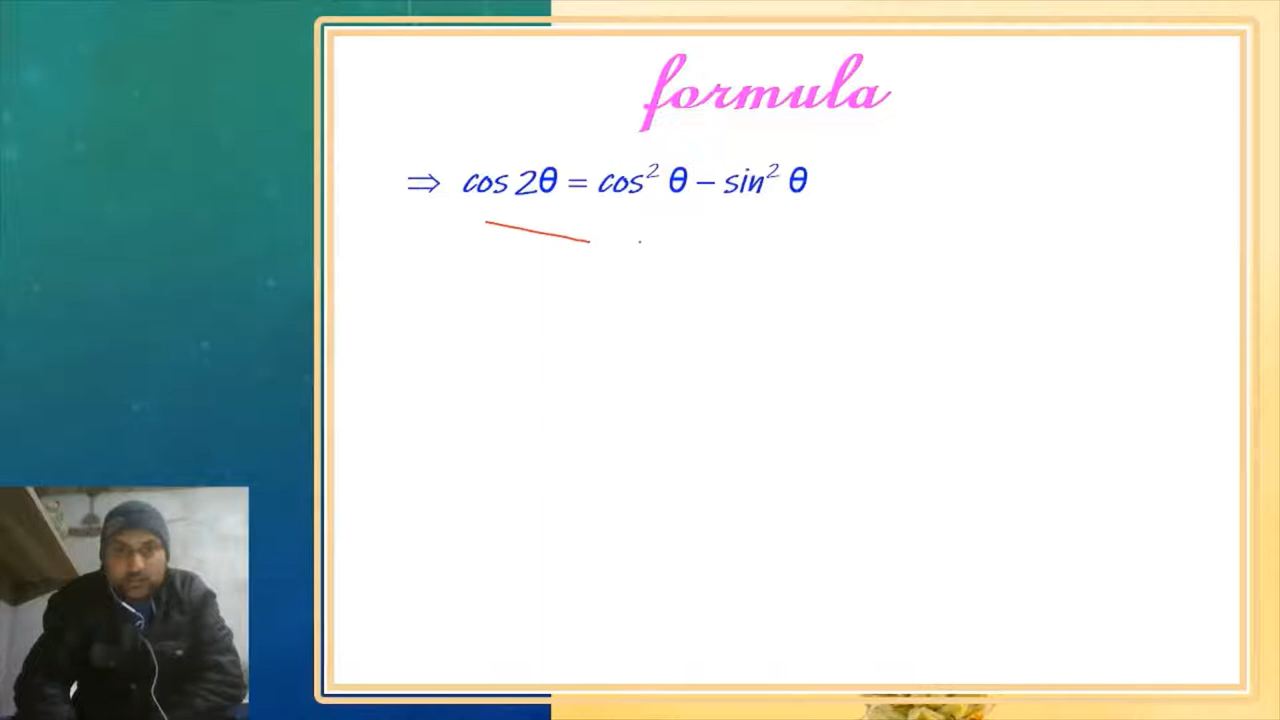 formula
⇒ cos 2θ = cos² θ − sin² θ